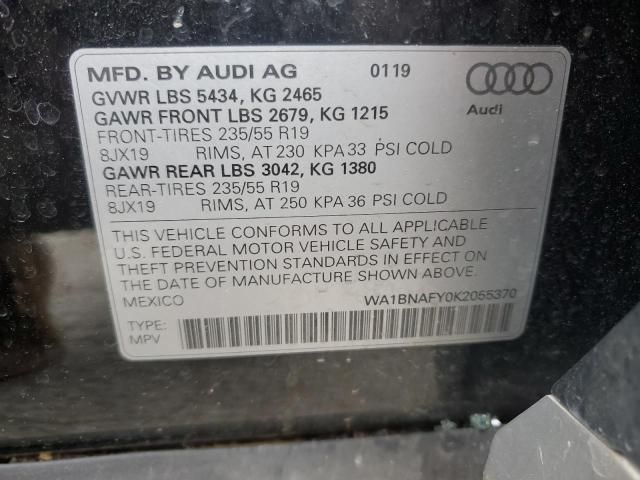 MFD. BY AUDI AG 0119
GVWR LBS 5434, KG 2465
GAWR FRONT LBS 2679, KG 1215
FRONT-TIRES 235/55 R19
8JX19 RIMS, AT 230 KPA 33 PSI COLD
GAWR REAR LBS 3042, KG 1380
REAR-TIRES 235/55 R19
8JX19 RIMS, AT 250 KPA 36 PSI COLD
Audi
THIS VEHICLE CONFORMS TO ALL APPLICABLE
U.S. FEDERAL MOTOR VEHICLE SAFETY AND
THEFT PREVENTION STANDARDS IN EFFECT ON
THE DATE OF MANUFACTURE SHOWN ABOVE.
MEXICO WA1BNAFY0K2055370
TYPE:
MPV